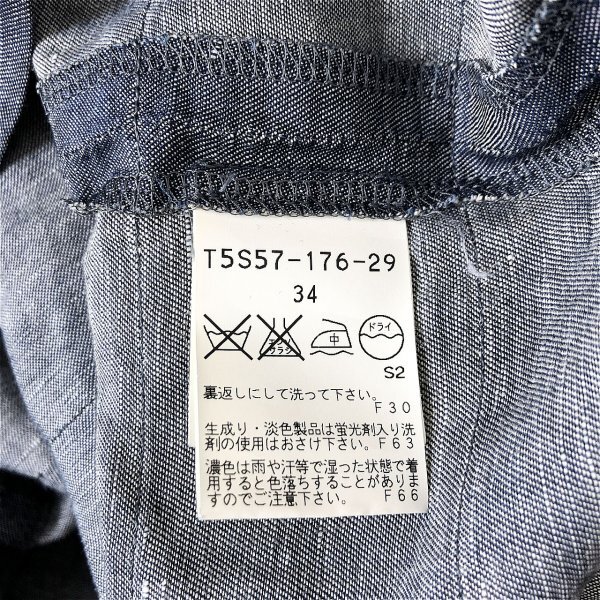 T5S57-176-29
34
エンソ
サラシ
中
ドライ
S2
裏返しにして洗って下さい。
F30
生成り・淡色製品は蛍光剤入り洗
剤の使用はおさけ下さい。 F63
濃色は雨や汗等で湿った状態で着
用すると色落ちすることがありま
すのでご注意下さい。 F66